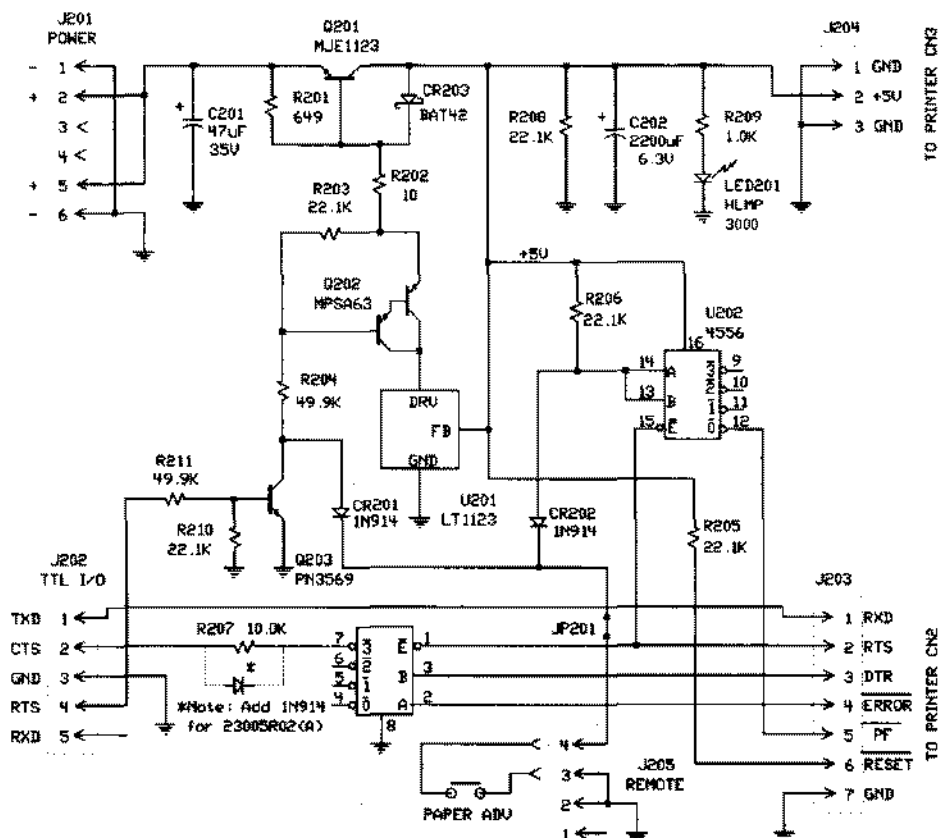 J201
POWER
- 1
+ 2
3
4
+ 5
- 6
Q201
MJE1123
C201
47uF
35V
R201
649
CR203
BAT42
R202
10
R203
22.1K
Q202
MPSA63
R204
49.9K
DRV
FB
GND
U201
LT1123
R208
22.1K
C202
2200uF
6.3V
R209
1.0K
LED201
HLMP
3000
J204
1 GND
2 +5V
3 GND
TO PRINTER CN3
+5V
R206
22.1K
U202
4556
16
14 A
13 B
15 E
3 9
2 10
1 11
0 12
R211
49.9K
R210
22.1K
Q203
PN3569
CR201
1N914
CR202
1N914
R205
22.1K
J202
TTL I/O
TXD 1
CTS 2
GND 3
RTS 4
RXD 5
R207 10.0K
*
*Note: Add 1N914
for 23005R02(A)
7 3
6 2
5 1
4 0
E 1
B 3
A 2
8
JP201
J203
1 RXD
2 RTS
3 DTR
4 ERROR
5 PF
6 RESET
7 GND
TO PRINTER CN2
PAPER ADV
4
3
2
1
J205
REMOTE